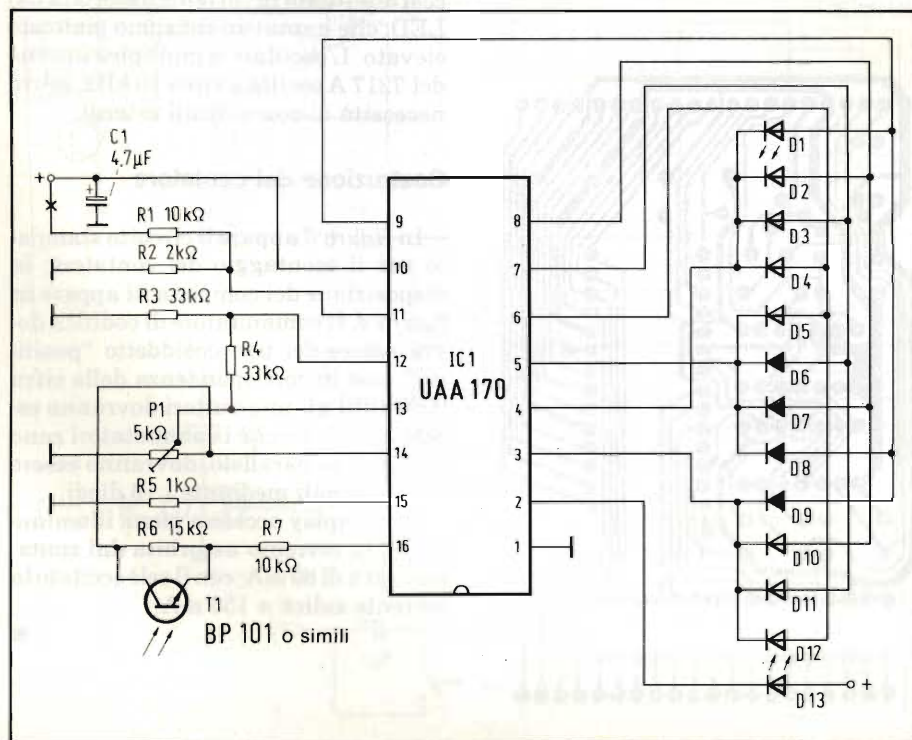 C1
4.7µF
+
+
R1 10kΩ
R2 2kΩ
R3 33kΩ
R4
33kΩ
P1
5kΩ
R5 1kΩ
R6 15kΩ R7
10kΩ
T1
BP 101 o simili
9
10
11
12
13
14
15
16
IC1
UAA 170
8
7
6
5
4
3
2
1
D1
D2
D3
D4
D5
D6
D7
D8
D9
D10
D11
D12
D13
+